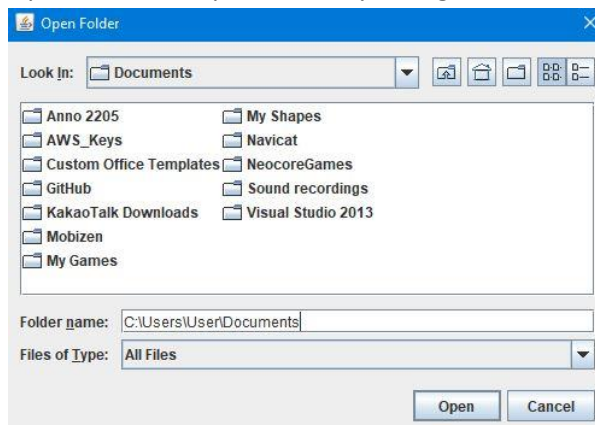 Open Folder
Look In: Documents
Anno 2205 My Shapes
AWS_Keys Navicat
Custom Office Templates NeocoreGames
GitHub Sound recordings
KakaoTalk Downloads Visual Studio 2013
Mobizen
My Games
Folder name: C:\Users\User\Documents
Files of Type: All Files
Open Cancel